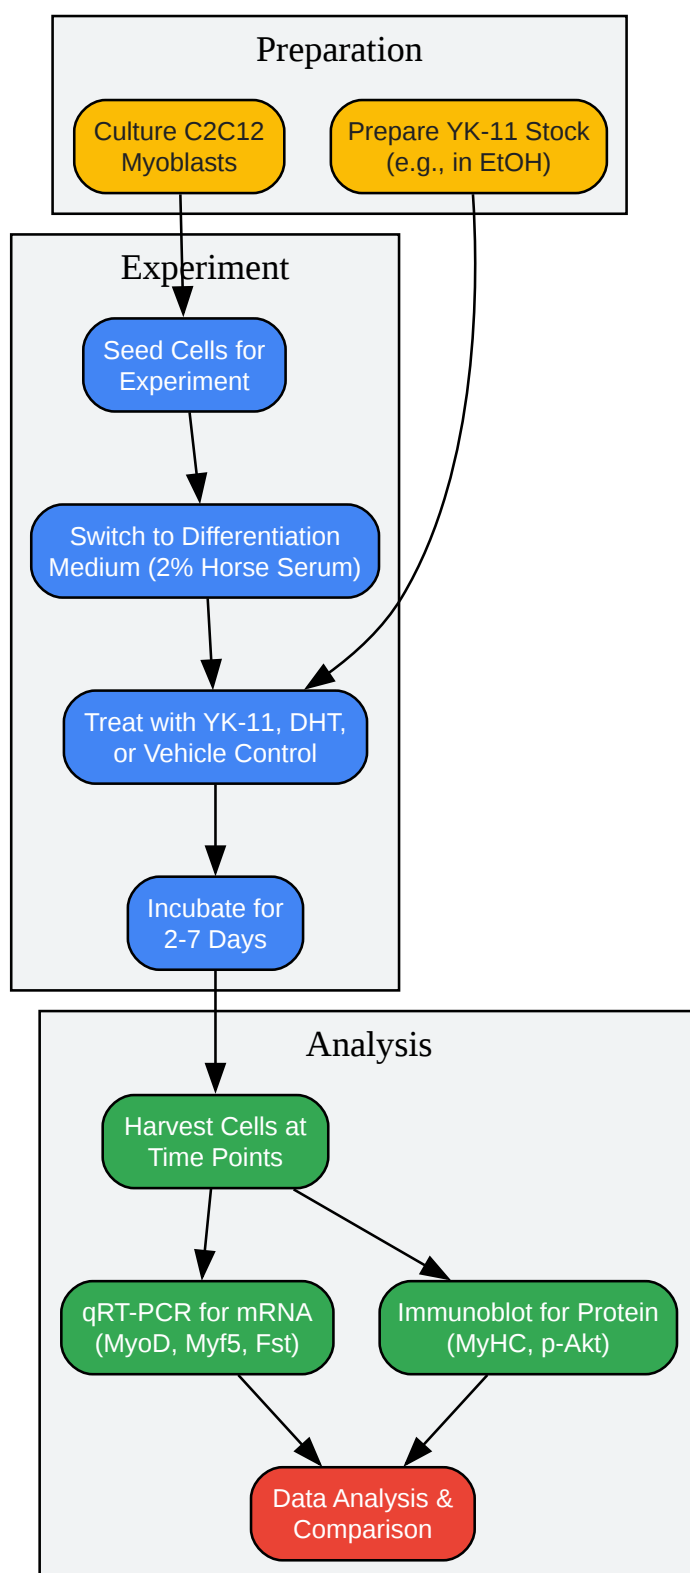 Preparation
Culture C2C12
Myoblasts
Prepare YK-11 Stock
(e.g., in EtOH)
Experiment
Seed Cells for
Experiment
Switch to Differentiation
Medium (2% Horse Serum)
Treat with YK-11, DHT,
or Vehicle Control
Incubate for
2-7 Days
Analysis
Harvest Cells at
Time Points
qRT-PCR for mRNA
(MyoD, Myf5, Fst)
Immunoblot for Protein
(MyHC, p-Akt)
Data Analysis &
Comparison